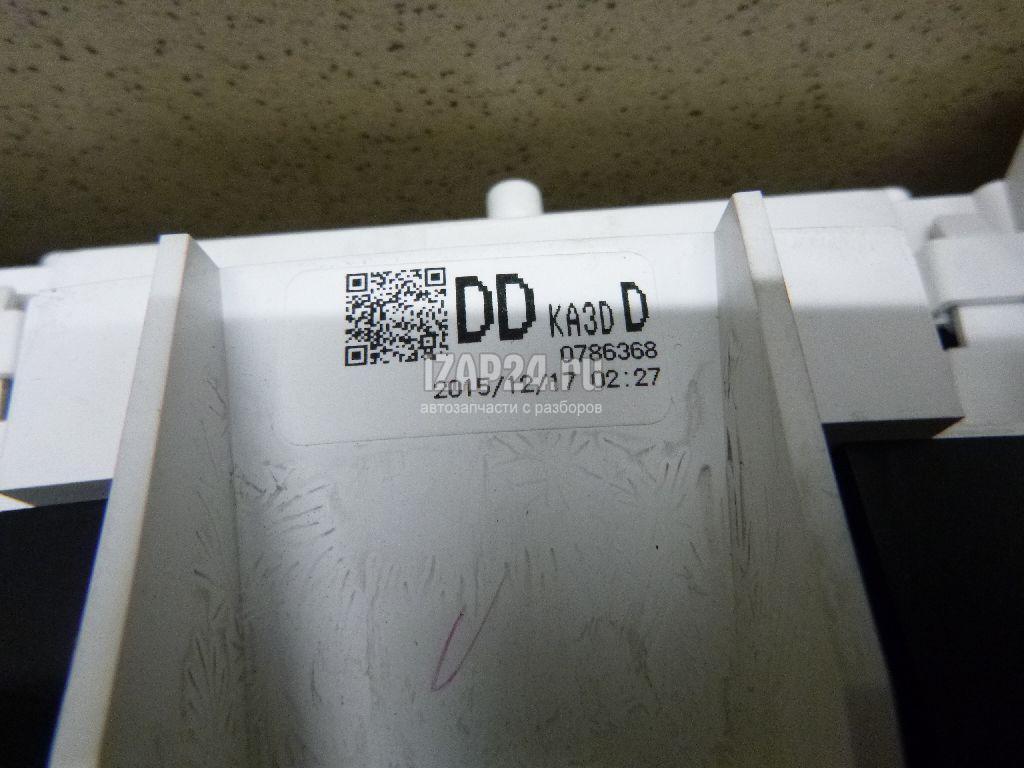 DD KA3D D
0786368
IZAP24.RU
2015/12/17 02:27
автозапчасти с разборов